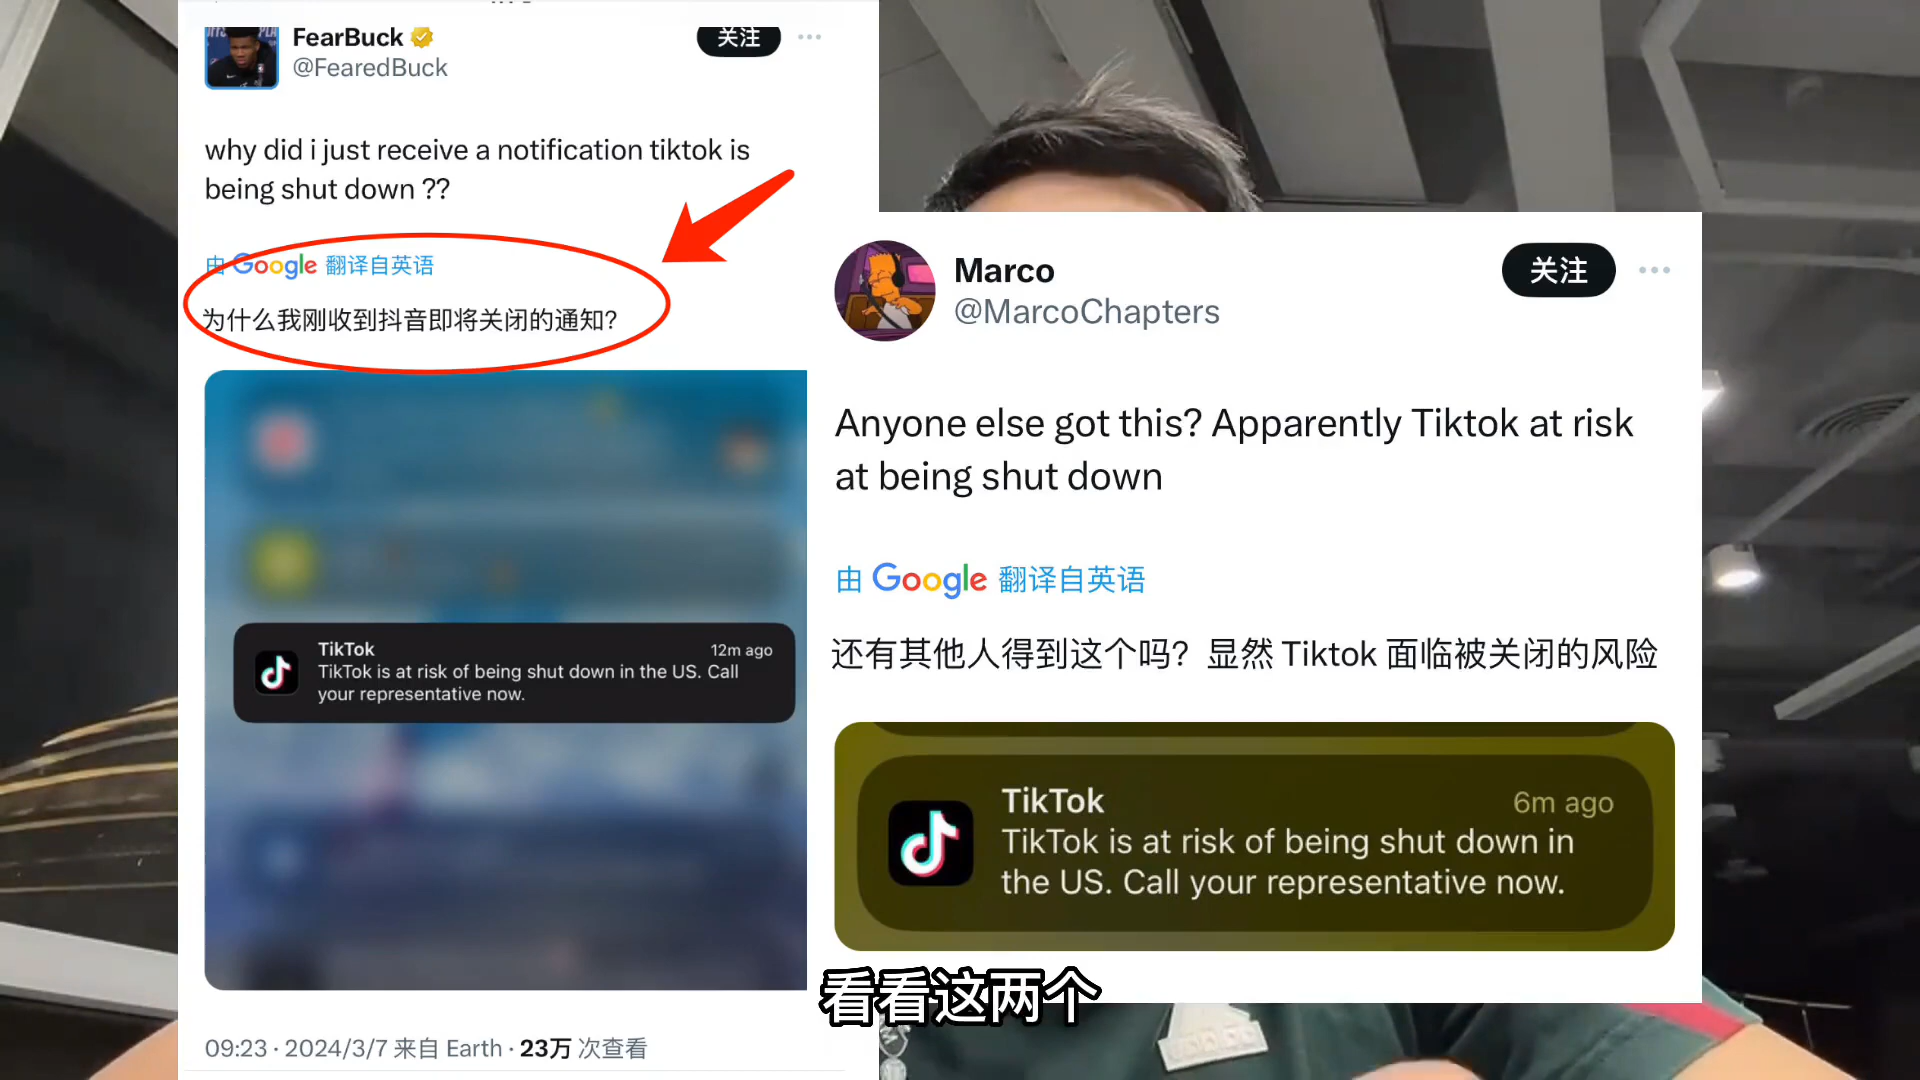 FearBuck
@FearedBuck
关注
why did i just receive a notification tiktok is
being shut down ??
由 Google 翻译自英语
为什么我刚收到抖音即将关闭的通知?
TikTok
12m ago
TikTok is at risk of being shut down in the US. Call
your representative now.
09:23 · 2024/3/7 来自 Earth · 23万 次查看
Marco
@MarcoChapters
关注
Anyone else got this? Apparently Tiktok at risk
at being shut down
由 Google 翻译自英语
还有其他人得到这个吗？显然 Tiktok 面临被关闭的风险
TikTok
6m ago
TikTok is at risk of being shut down in
the US. Call your representative now.
看看这两个